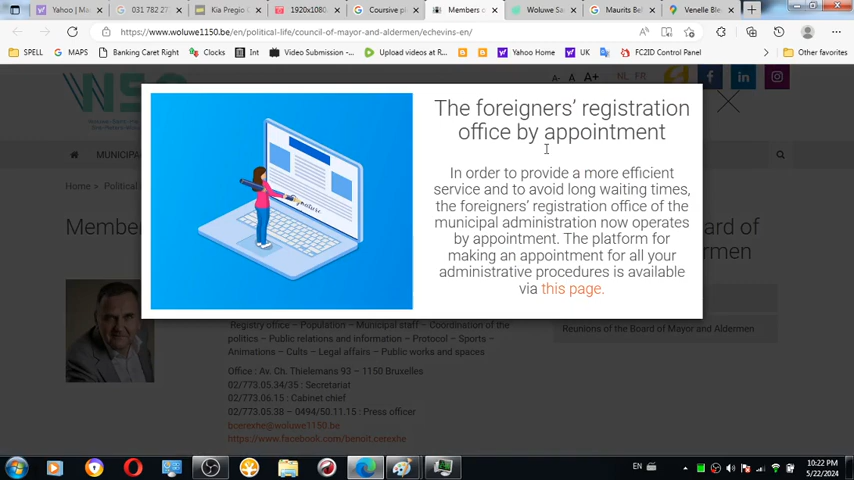 Yahoo | Ma
031 782 27
Kia Pregio C
1920x1080.
Coursive pi
Members o
Woluwe Sa
Maurits Bel
Venelle Ble
https://www.woluwe1150.be/en/political-life/council-of-mayor-and-aldermen/echevins-en/
SPELL
MAPS
Banking Caret Right
Clocks
Int
Video Submission -...
Upload videos at R...
Yahoo Home
FC2ID Control Panel
Other favorites
A- A A+ NL FR
Home > Political
The foreigners' registration
office by appointment
In order to provide a more efficient
service and to avoid long waiting times,
the foreigners' registration office of the
municipal administration now operates
by appointment. The platform for
making an appointment for all your
administrative procedures is available
via this page.
Registry office – Population – Municipal staff – Coordination of the
politics – Public relations and information – Protocol – Sports –
Animations – Cults – Legal affairs – Public works and spaces
Office : Av. Ch. Thielemans 93 – 1150 Bruxelles
02/773.05.34/35 : Secretariat
02/773.06.15 : Cabinet chief
02/773.05.38 – 0494/50.11.15 : Press officer
bcerexhe@woluwe1150.be
https://www.facebook.com/benoit.cerexhe
Reunions of the Board of Mayor and Aldermen
EN
10:22 PM
5/22/2024